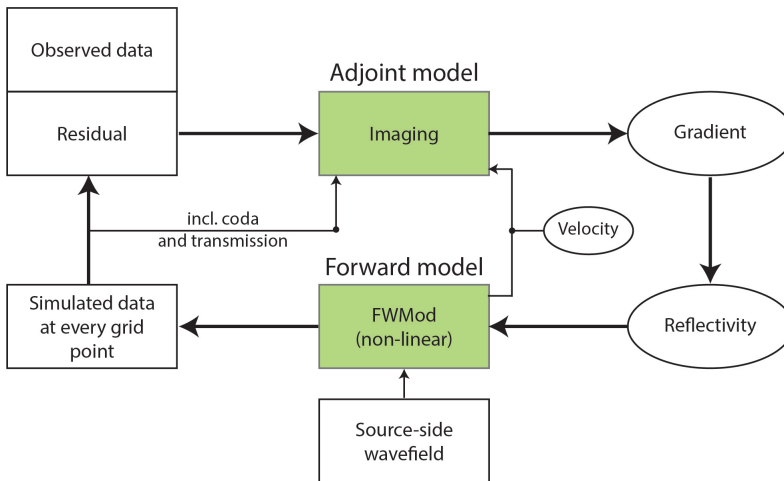 Observed data
Residual
Adjoint model
Imaging
Gradient
incl. coda
and transmission
Velocity
Forward model
Simulated data
at every grid
point
FWMod
(non-linear)
Reflectivity
Source-side
wavefield